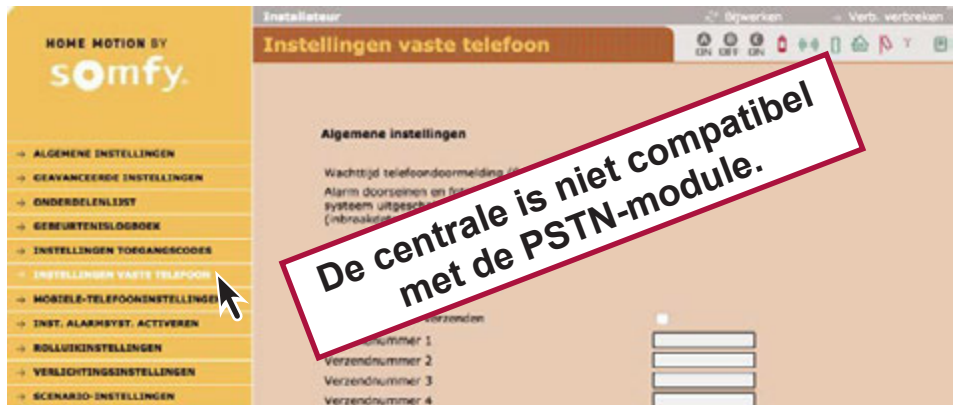 Installateur
Bijwerken
Verb. verbreken
HOME MOTION BY
somfy.
Instellingen vaste telefoon
A B C
ON OFF ON
→ ALGEMENE INSTELLINGEN
→ GEAVANCEERDE INSTELLINGEN
→ ONDERDELENLIJST
→ GEBEURTENISLOGBOEK
→ INSTELLINGEN TOEGANGSCODES
→ INSTELLINGEN VASTE TELEFOON
→ MOBIELE-TELEFOONINSTELLINGEN
→ INST. ALARMSYST. ACTIVEREN
→ ROLLUIKINSTELLINGEN
→ VERLICHTINGSINSTELLINGEN
→ SCENARIO-INSTELLINGEN
Algemene instellingen
Wachttijd telefoondoormelding
Alarm doorseinen en
systeem uitgeschakeld
De centrale is niet compatibel
met de PSTN-module.
verzenden
Verzendnummer 1
Verzendnummer 2
Verzendnummer 3
Verzendnummer 4